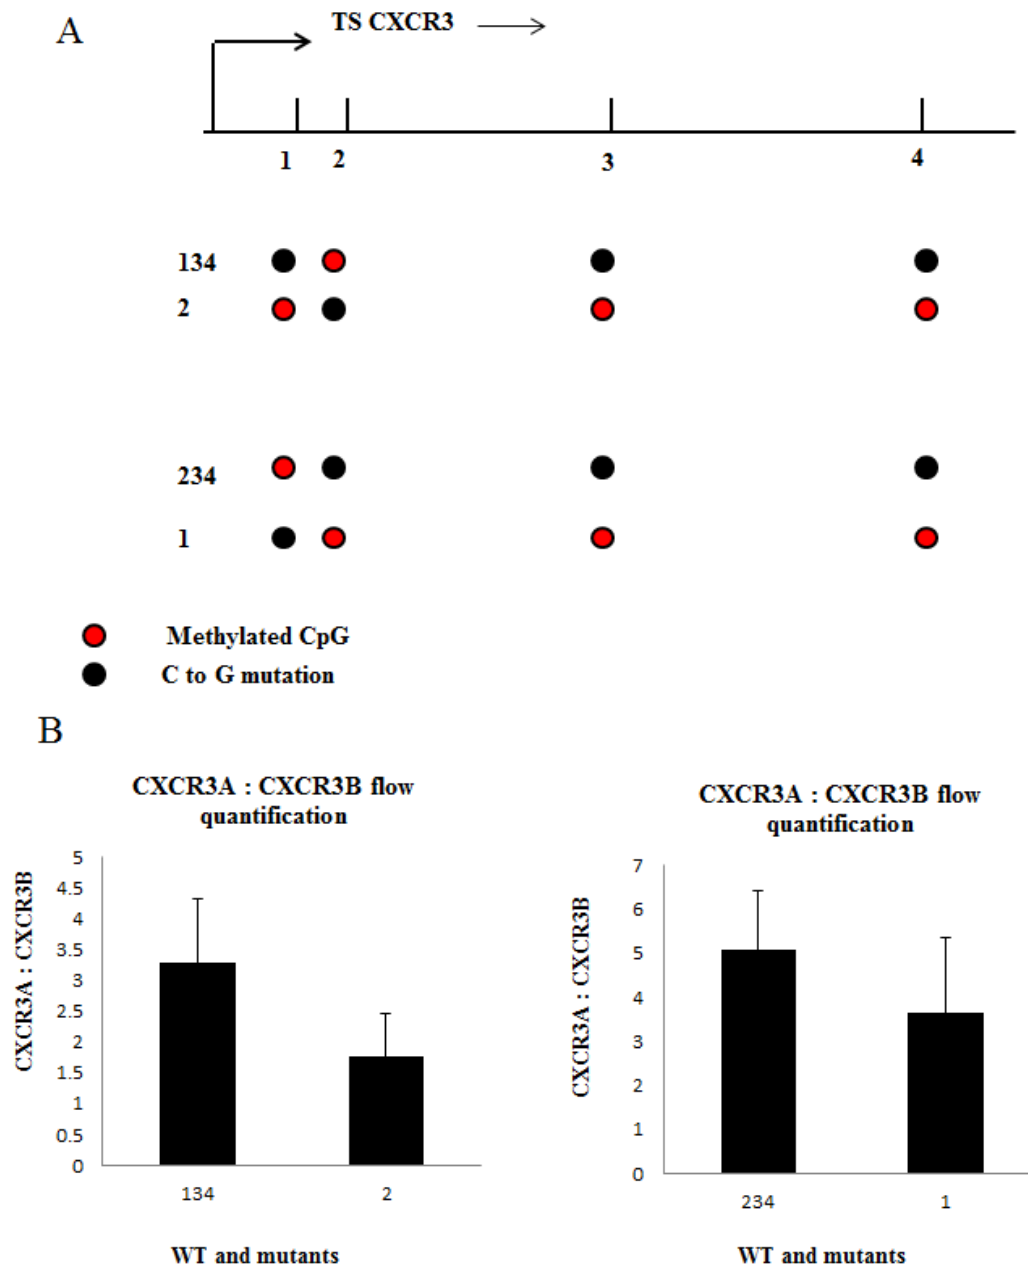 A
TS CXCR3
1 2 3 4
134
2
234
1
Methylated CpG
C to G mutation
B
CXCR3A : CXCR3B flow
quantification
CXCR3A : CXCR3B
5
4.5
4
3.5
3
2.5
2
1.5
1
0.5
0
134 2
WT and mutants
CXCR3A : CXCR3B flow
quantification
CXCR3A : CXCR3B
7
6
5
4
3
2
1
0
234 1
WT and mutants